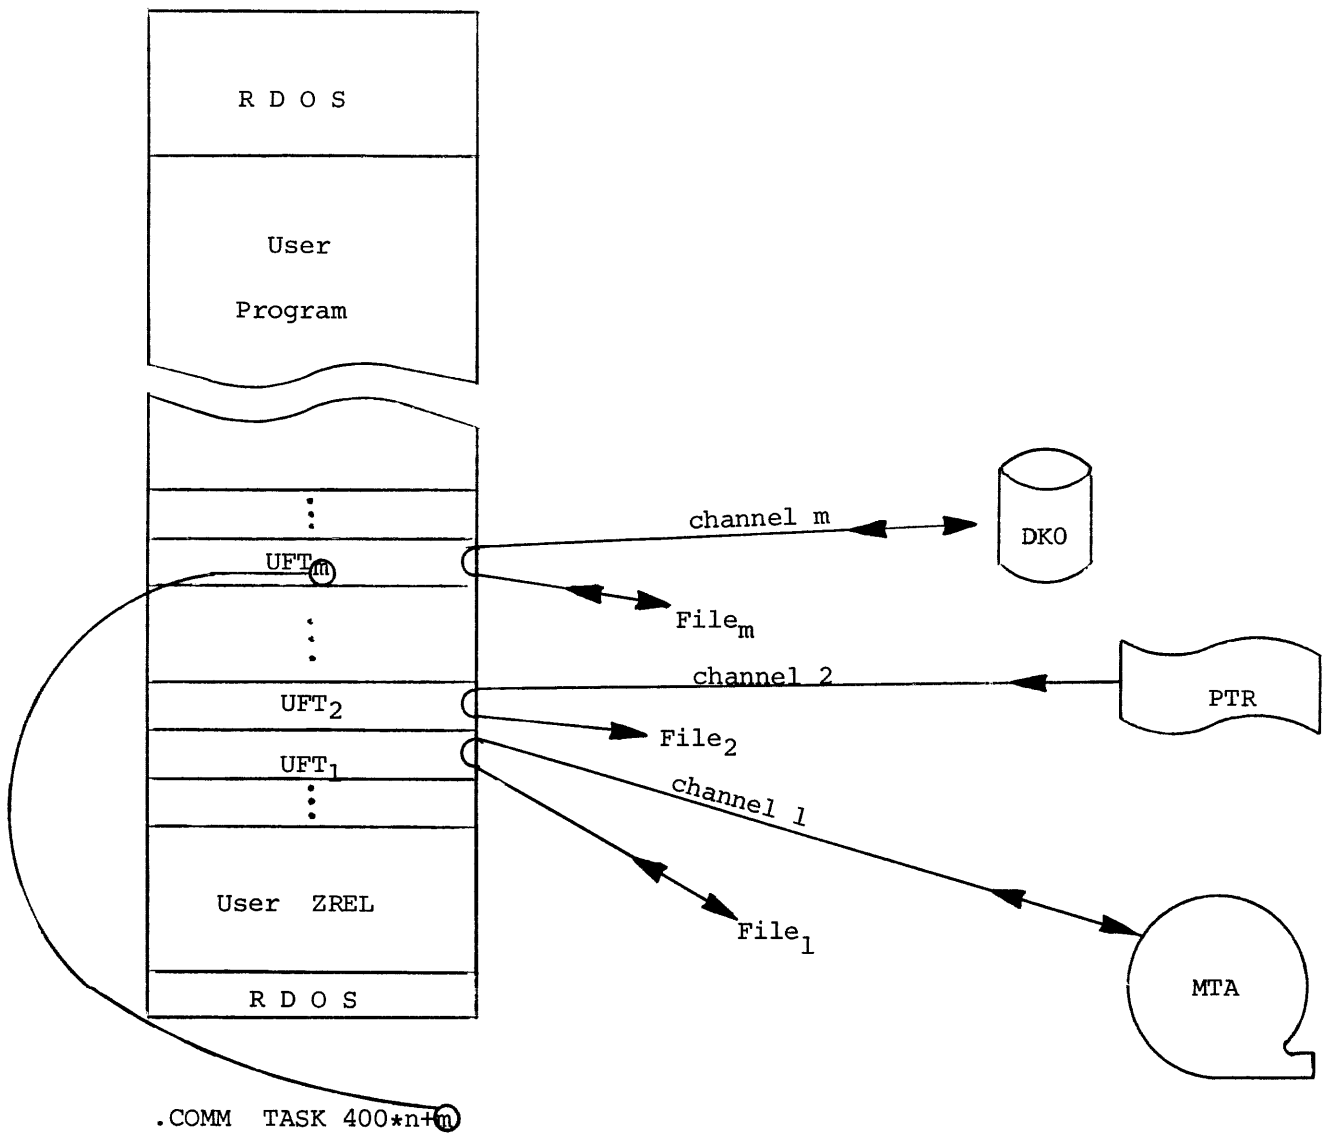 R D O S
User
Program
channel m
DK0
UFTm
Filem
channel 2
PTR
UFT2
File2
UFT1
channel 1
User ZREL
File1
MTA
R D O S
.COMM TASK 400*n+m